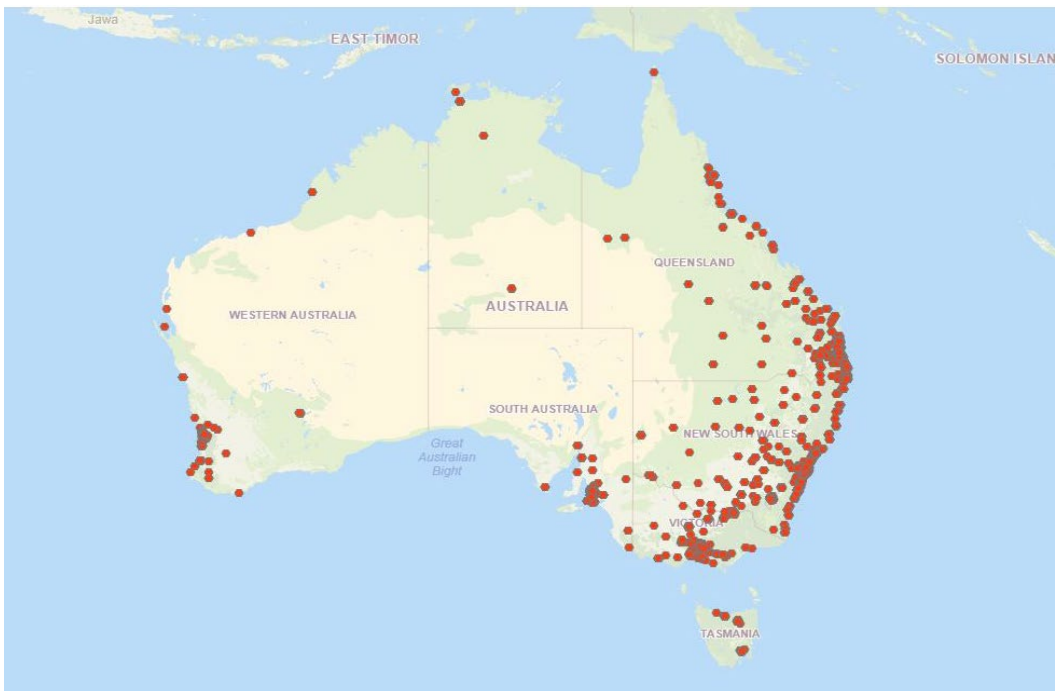 Jawa
EAST TIMOR
SOLOMON ISLAN
QUEENSLAND
WESTERN AUSTRALIA
AUSTRALIA
SOUTH AUSTRALIA
NEW SOUTH WALES
Great
Australian
Bight
VICTORIA
TASMANIA